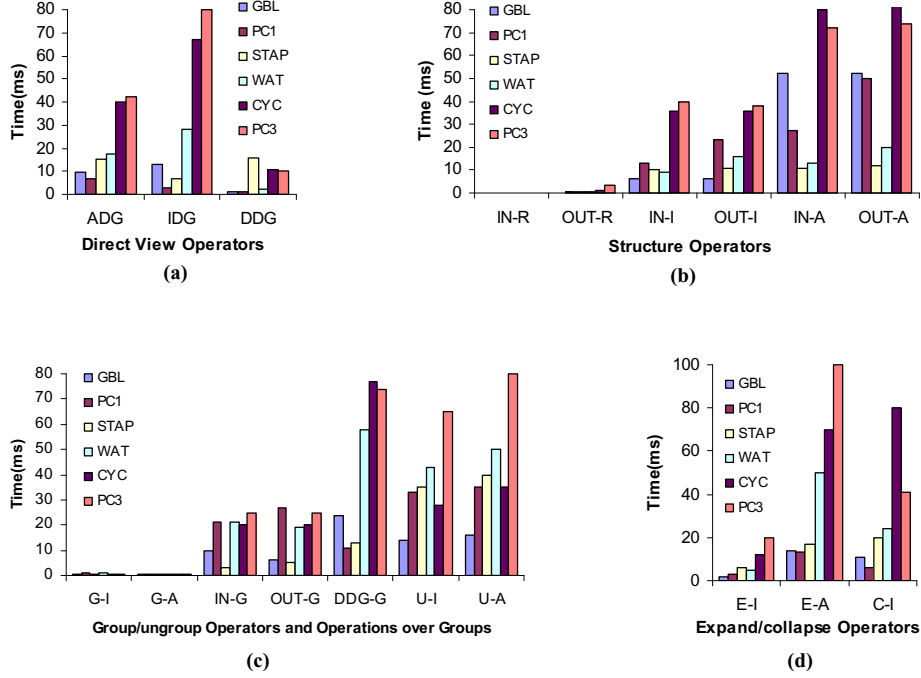 Time(ms)
80
70
60
50
40
30
20
10
0
GBL
PC1
STAP
WAT
CYC
PC3
ADG IDG DDG
Direct View Operators
(a)
Time (ms)
80
70
60
50
40
30
20
10
0
GBL
PC1
STAP
WAT
CYC
PC3
IN-R OUT-R IN-I OUT-I IN-A OUT-A
Structure Operators
(b)
Time(ms)
80
70
60
50
40
30
20
10
0
GBL
PC1
STAP
WAT
CYC
PC3
G-I G-A IN-G OUT-G DDG-G U-I U-A
Group/ungroup Operators and Operations over Groups
(c)
Time(ms)
100
80
60
40
20
0
GBL
PC1
STAP
WAT
CYC
PC3
E-I E-A C-I
Expand/collapse Operators
(d)